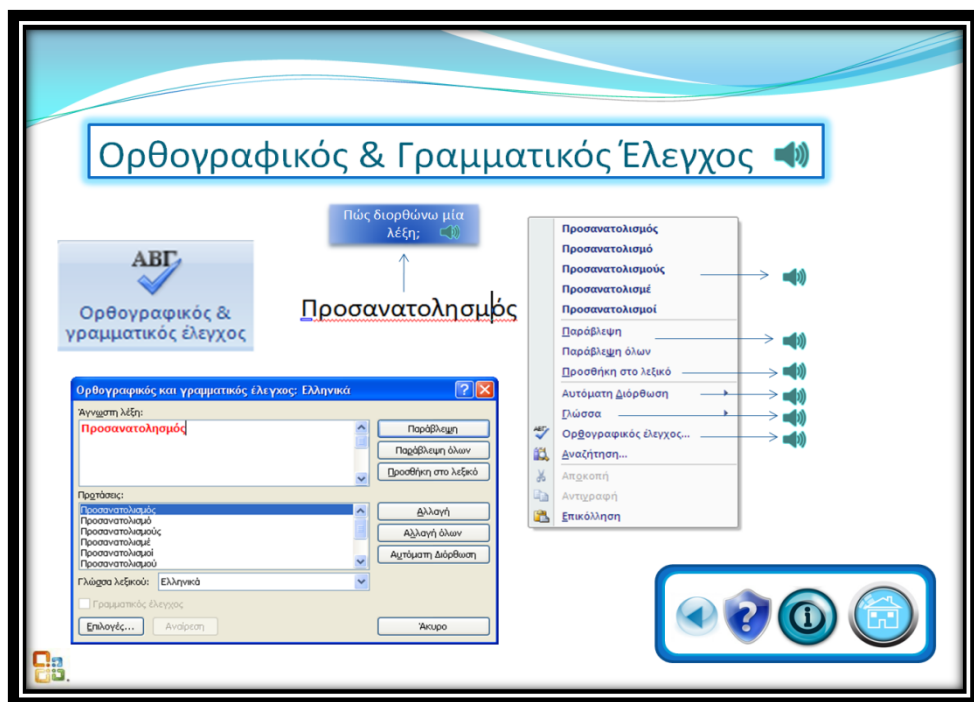 Ορθογραφικός & Γραμματικός Έλεγχος
Πώς διορθώνω μία
λέξη;
ΑΒΓ
Ορθογραφικός &
γραμματικός έλεγχος
Προσανατολησμός
Προσανατολισμός
Προσανατολισμό
Προσανατολισμούς
Προσανατολισμέ
Προσανατολισμοί
Παράβλεψη
Παράβλεψη όλων
Προσθήκη στο λεξικό
Αυτόματη Διόρθωση
Γλώσσα
Ορθογραφικός έλεγχος...
Αναζήτηση...
Αποκοπή
Αντιγραφή
Επικόλληση
Ορθογραφικός και γραμματικός έλεγχος: Ελληνικά
Άγνωστη λέξη:
Προσανατολησμός
Παράβλεψη
Παράβλεψη όλων
Προσθήκη στο λεξικό
Προτάσεις:
Προσανατολισμός
Προσανατολισμό
Προσανατολισμούς
Προσανατολισμέ
Προσανατολισμοί
Προσανατολισμού
Αλλαγή
Αλλαγή όλων
Αυτόματη Διόρθωση
Γλώσσα λεξικού: Ελληνικά
Γραμματικός έλεγχος
Επιλογές... Αναίρεση Άκυρο